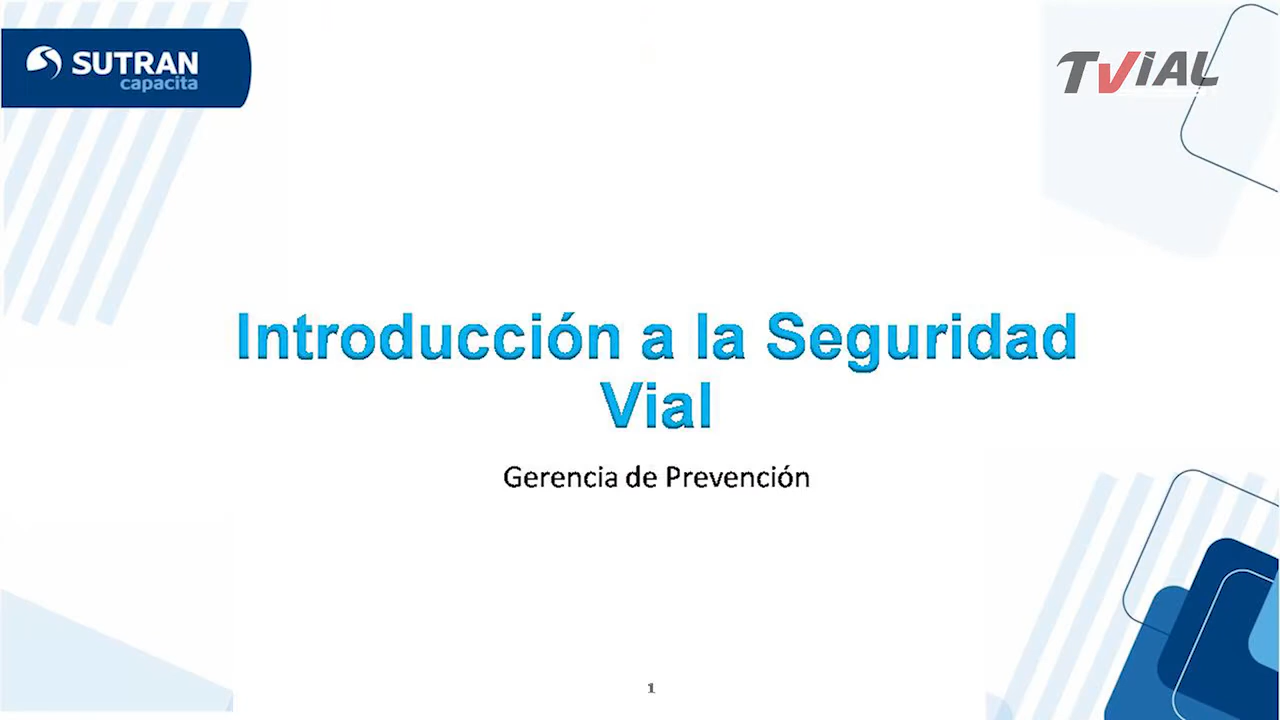 SUTRAN
capacita
TViAL
Introducción a la Seguridad
Vial
Gerencia de Prevención
1